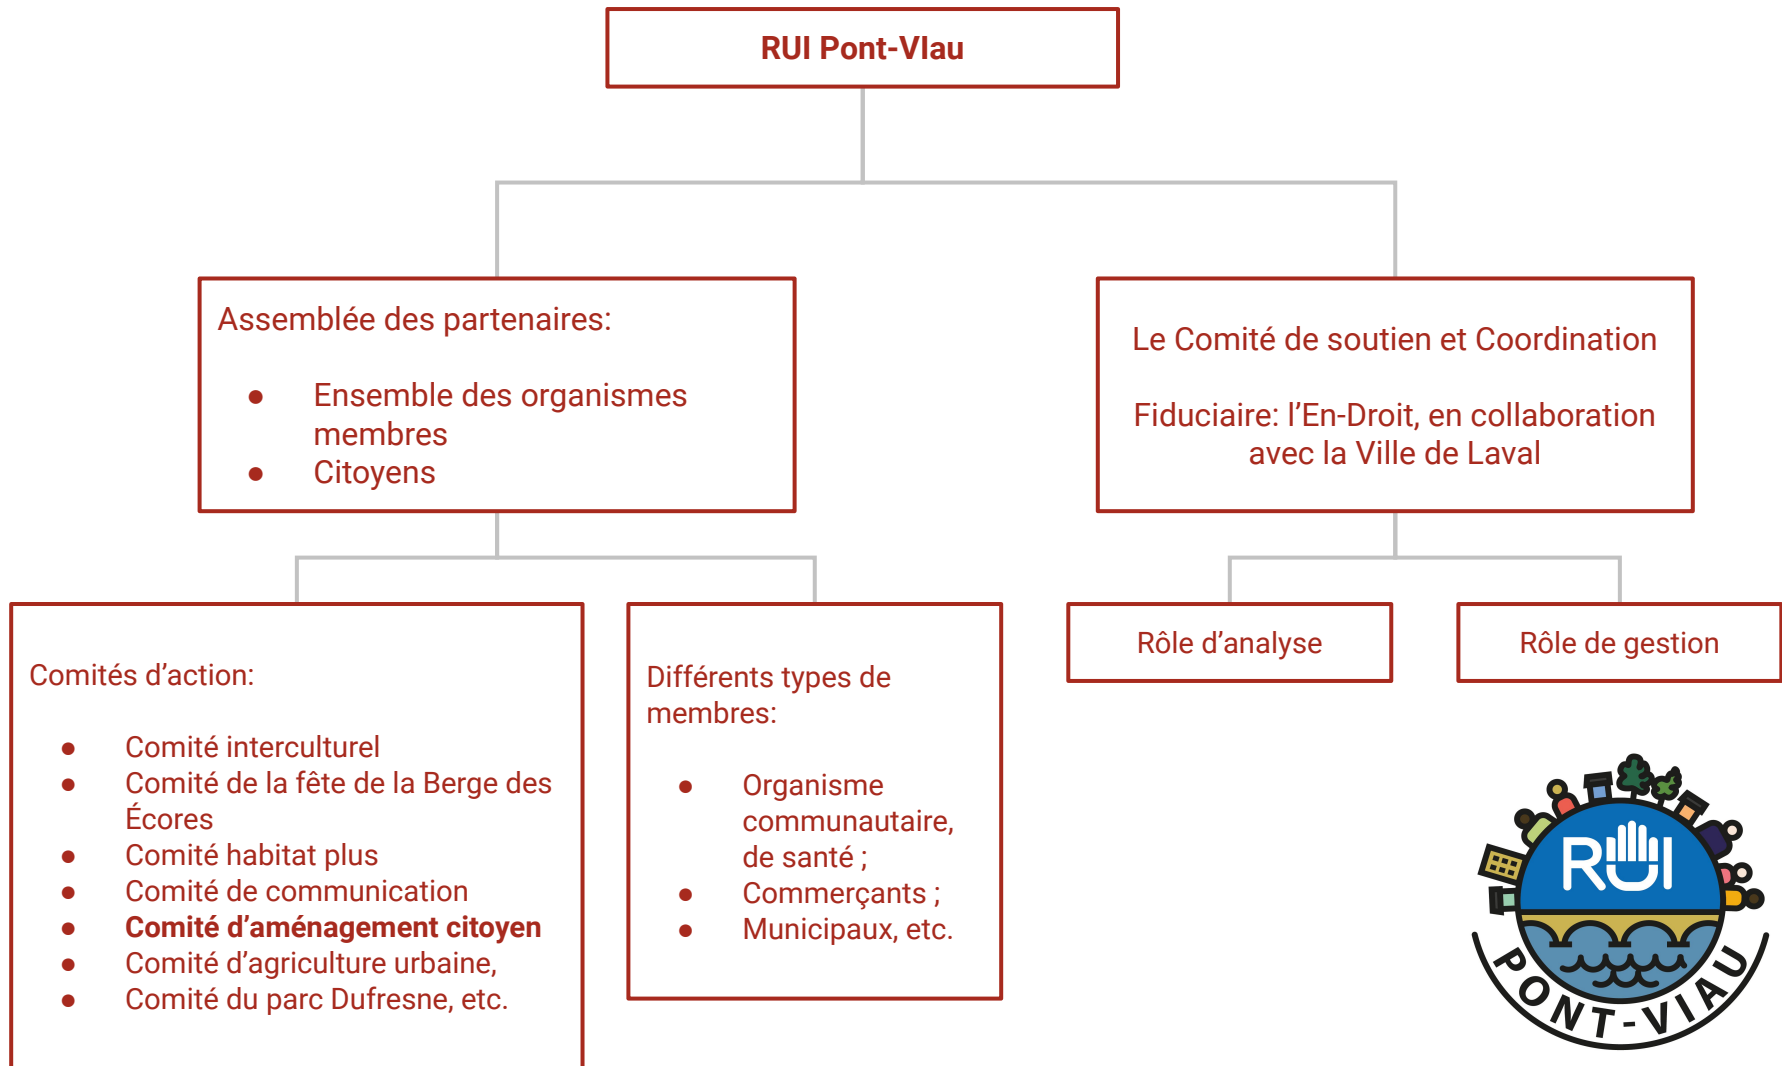 RUI Pont-VIau
Assemblée des partenaires:
● Ensemble des organismes
membres
● Citoyens
Le Comité de soutien et Coordination
Fiduciaire: l’En-Droit, en collaboration
avec la Ville de Laval
Comités d’action:
● Comité interculturel
● Comité de la fête de la Berge des
Écores
● Comité habitat plus
● Comité de communication
● Comité d’aménagement citoyen
● Comité d’agriculture urbaine,
● Comité du parc Dufresne, etc.
Différents types de
membres:
● Organisme
communautaire,
de santé ;
● Commerçants ;
● Municipaux, etc.
Rôle d’analyse
Rôle de gestion
RUI
PONT-VIAU